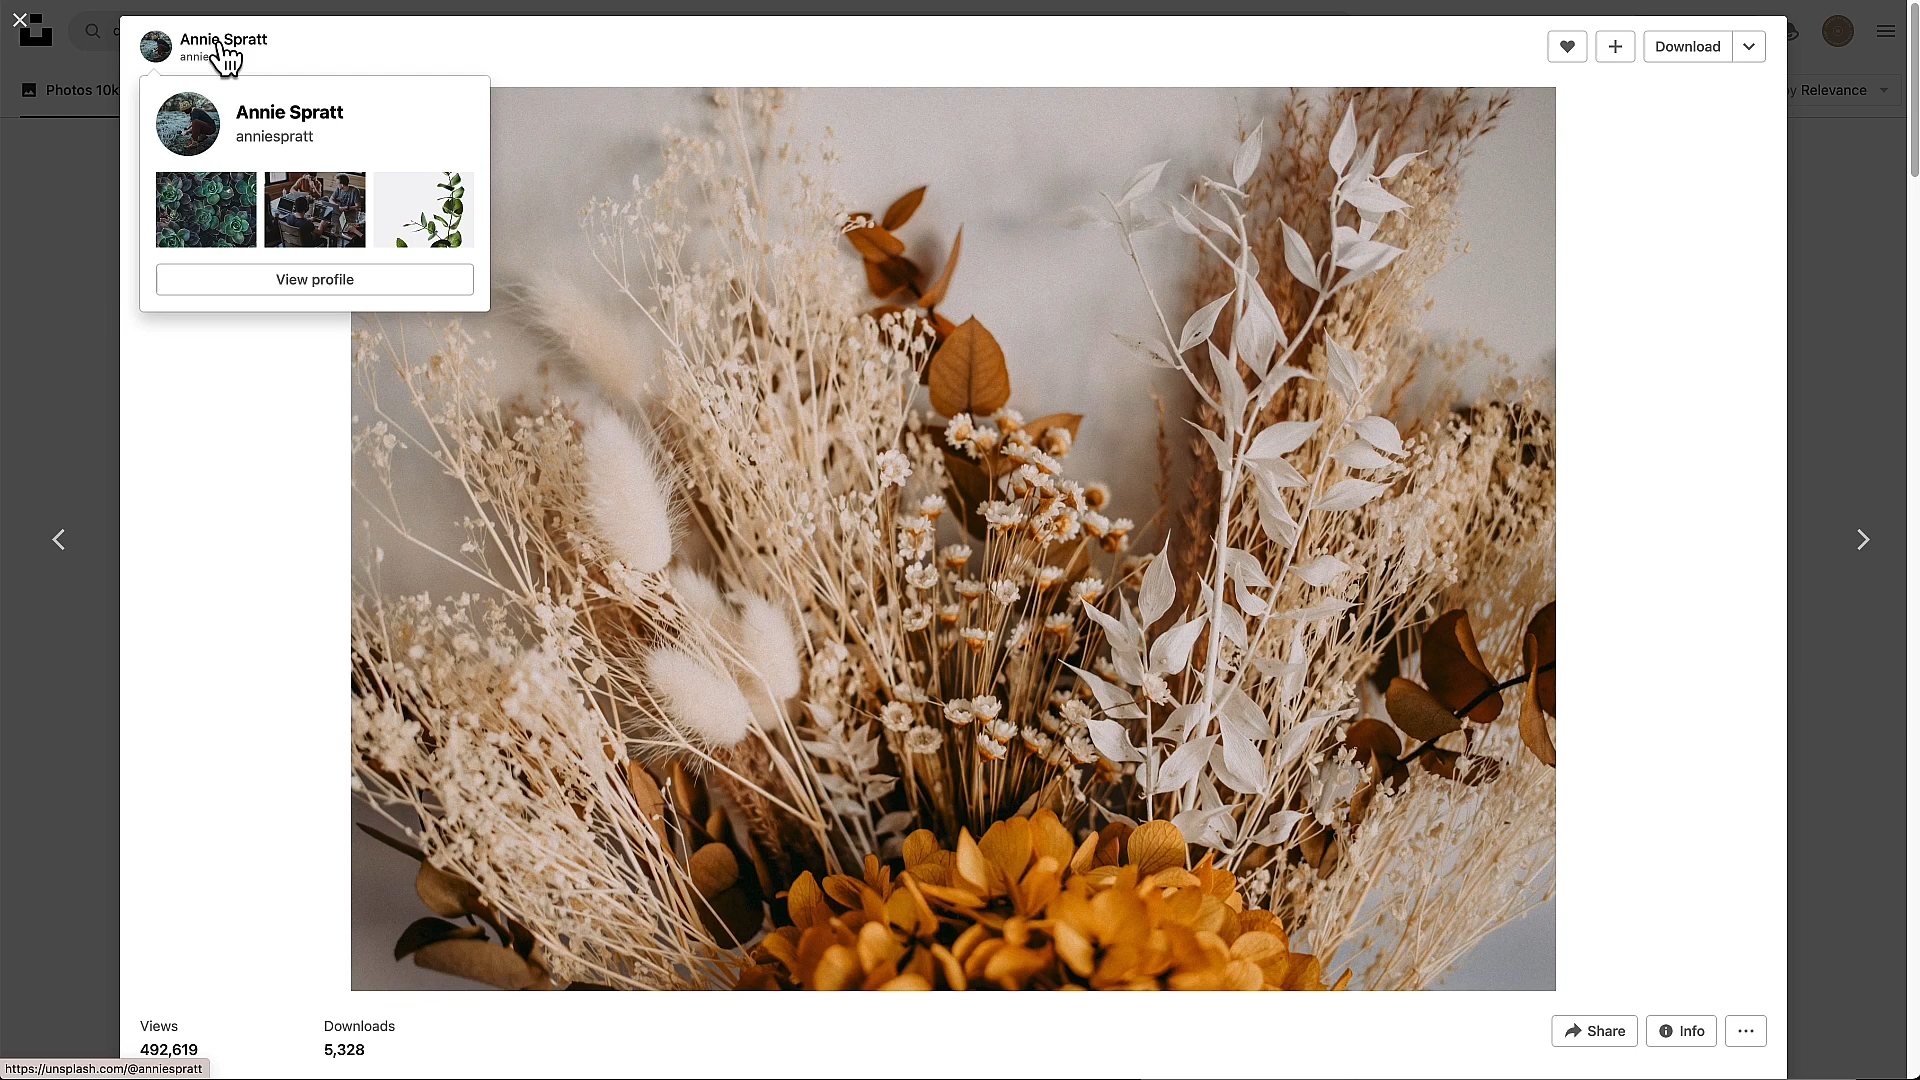 Annie Spratt
annie
Download
Photos 10k
y Relevance
Annie Spratt
anniespratt
View profile
Views
Downloads
492,619
5,328
Share
Info
https://unsplash.com/@anniespratt